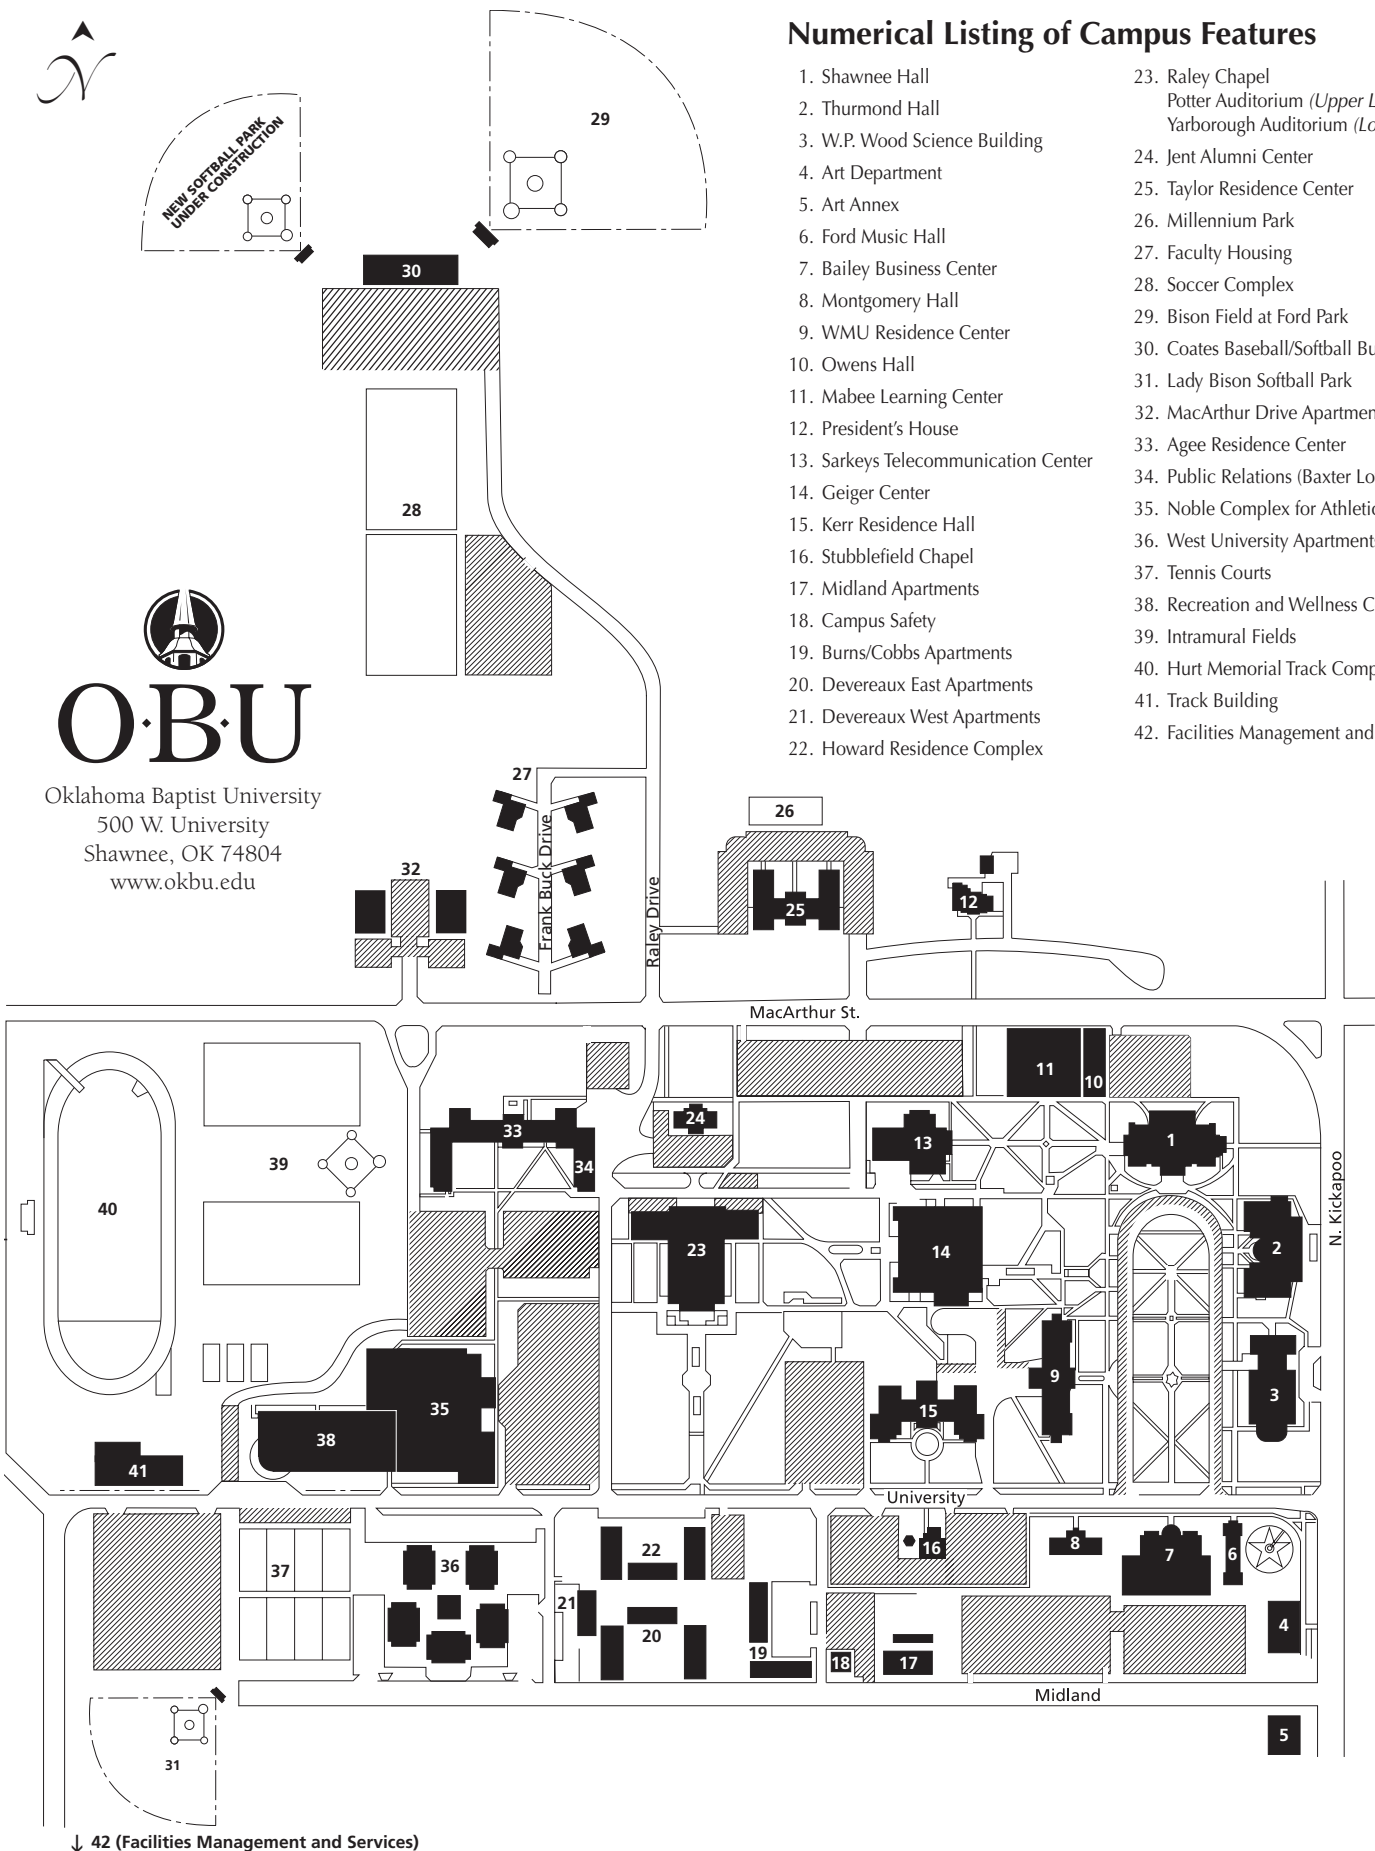 Numerical Listing of Campus Features
1. Shawnee Hall
2. Thurmond Hall
3. W.P. Wood Science Building
4. Art Department
5. Art Annex
6. Ford Music Hall
7. Bailey Business Center
8. Montgomery Hall
9. WMU Residence Center
10. Owens Hall
11. Mabee Learning Center
12. President's House
13. Sarkeys Telecommunication Center
14. Geiger Center
15. Kerr Residence Hall
16. Stubblefield Chapel
17. Midland Apartments
18. Campus Safety
19. Burns/Cobbs Apartments
20. Devereaux East Apartments
21. Devereaux West Apartments
22. Howard Residence Complex
23. Raley Chapel
Potter Auditorium (Upper
Yarborough Auditorium
24. Jent Alumni Center
25. Taylor Residence Center
26. Millennium Park
27. Faculty Housing
28. Soccer Complex
29. Bison Field at Ford Park
30. Coates Baseball/Softball
31. Lady Bison Softball Park
32. MacArthur Drive
33. Agee Residence Center
34. Public Relations (Baxter
35. Noble Complex for
36. West University
37. Tennis Courts
38. Recreation and Wellness
39. Intramural Fields
40. Hurt Memorial Track
41. Track Building
42. Facilities Management and
N
NEW SOFTBALL PARK
UNDER CONSTRUCTION
29
30
28
O·B·U
Oklahoma Baptist University
500 W. University
Shawnee, OK 74804
www.okbu.edu
27
26
32
Frank Buck Drive
Raley Drive
25
12
MacArthur St.
11
10
24
33
13
1
34
39
N. Kickapoo
40
23
14
2
9
3
35
15
38
41
University
22
36
16
8
7
6
37
21
20
19
18
17
4
Midland
5
31
↓ 42 (Facilities Management and Services)